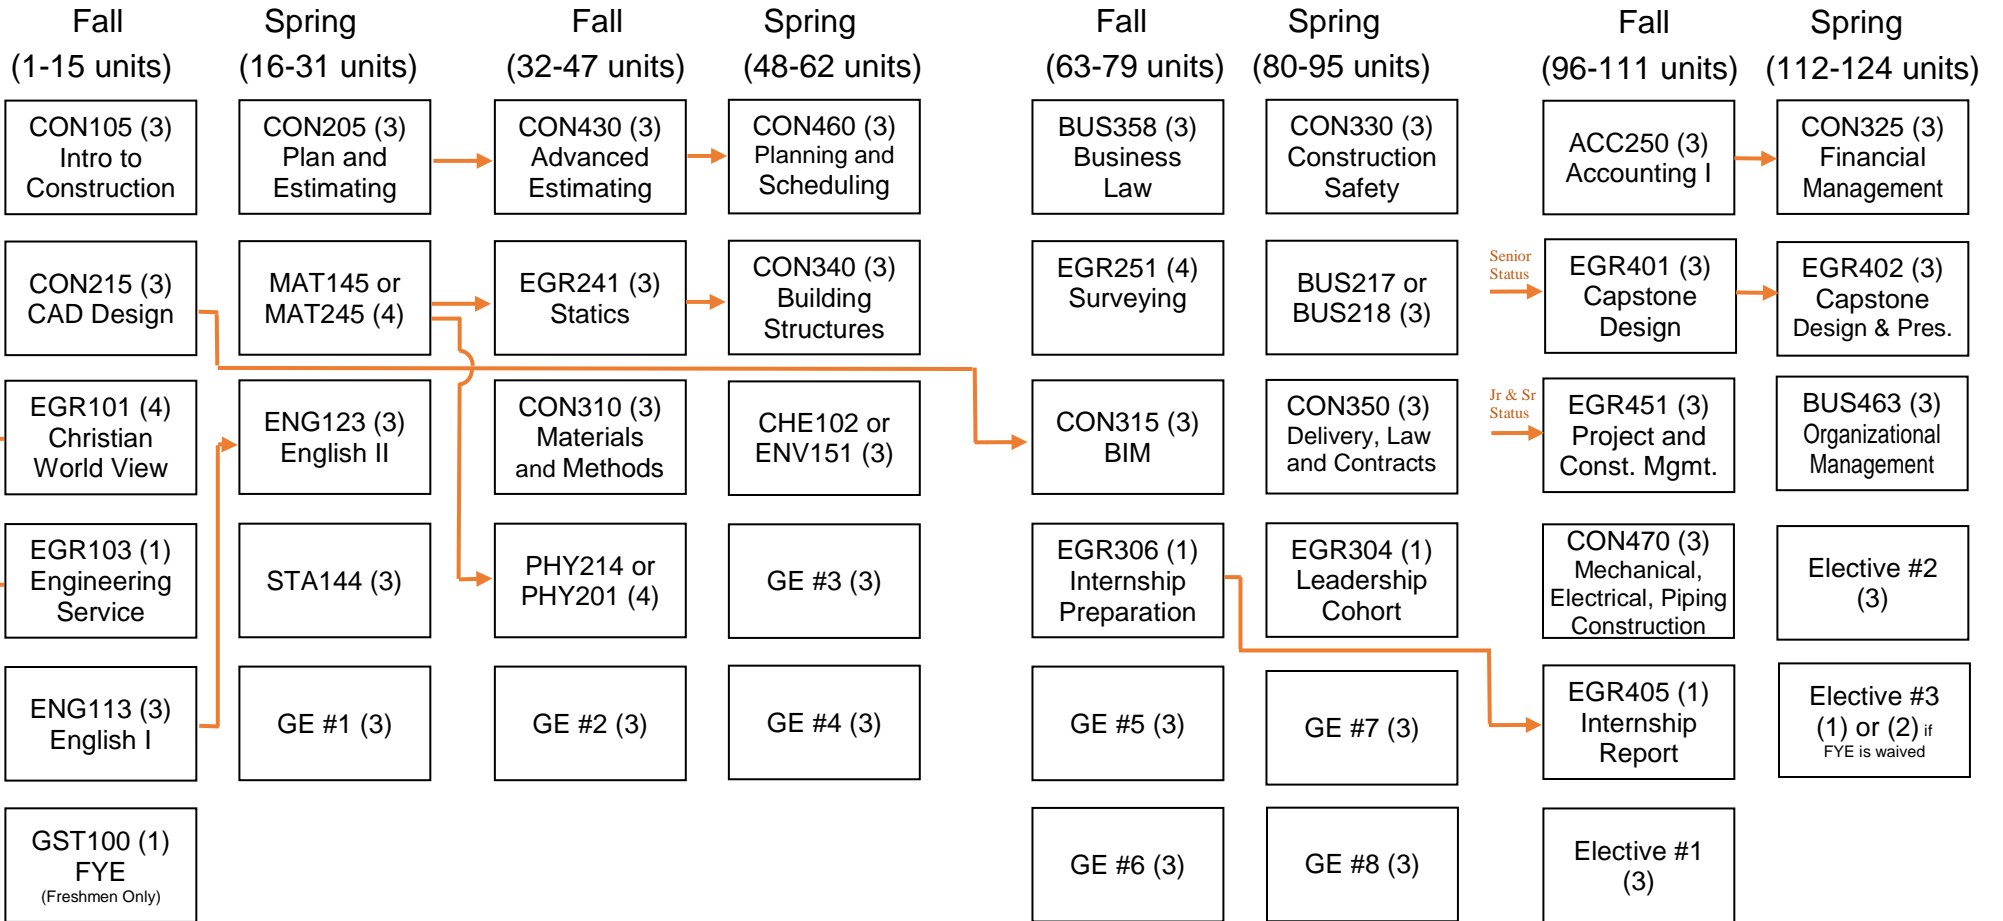 Fall
(1-15 units)
CON105 (3)
Intro to
Construction
CON215 (3)
CAD Design
EGR101 (4)
Christian
World View
EGR103 (1)
Engineering
Service
ENG113 (3)
English I
GST100 (1)
FYE
(Freshmen Only)
Spring
(16-31 units)
CON205 (3)
Plan and
Estimating
MAT145 or
MAT245 (4)
ENG123 (3)
English II
STA144 (3)
GE #1 (3)
Fall
(32-47 units)
CON430 (3)
Advanced
Estimating
EGR241 (3)
Statics
CON310 (3)
Materials
and Methods
PHY214 or
PHY201 (4)
GE #2 (3)
Spring
(48-62 units)
CON460 (3)
Planning and
Scheduling
CON340 (3)
Building
Structures
CHE102 or
ENV151 (3)
GE #3 (3)
GE #4 (3)
Fall
(63-79 units)
BUS358 (3)
Business
Law
EGR251 (4)
Surveying
CON315 (3)
BIM
EGR306 (1)
Internship
Preparation
GE #5 (3)
GE #6 (3)
Spring
(80-95 units)
CON330 (3)
Construction
Safety
BUS217 or
BUS218 (3)
CON350 (3)
Delivery, Law
and Contracts
EGR304 (1)
Leadership
Cohort
GE #7 (3)
GE #8 (3)
Fall
(96-111 units)
ACC250 (3)
Accounting I
Senior
Status
EGR401 (3)
Capstone
Design
Jr & Sr
Status
EGR451 (3)
Project and
Const. Mgmt.
CON470 (3)
Mechanical,
Electrical, Piping
Construction
EGR405 (1)
Internship
Report
Elective #1
(3)
Spring
(112-124 units)
CON325 (3)
Financial
Management
EGR402 (3)
Capstone
Design & Pres.
BUS463 (3)
Organizational
Management
Elective #2
(3)
Elective #3
(1) or (2) if
FYE is waived